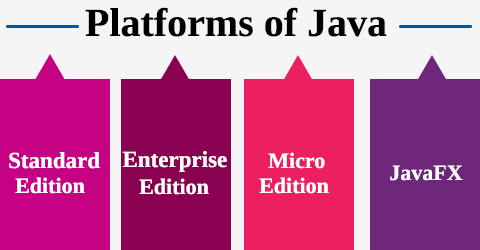 Platforms of Java
Standard
Edition
Enterprise
Edition
Micro
Edition
JavaFX